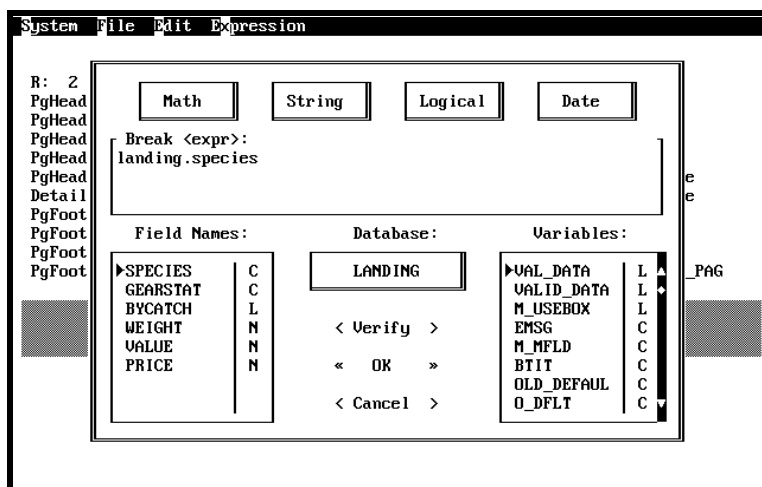 System File Edit Expression
R: 2
PgHead
PgHead
PgHead
PgHead
PgHead e
Detail e
PgFoot
PgFoot
PgFoot
PgFoot _PAG
Math String Logical Date
Break <expr>:
landing.species
Field Names: Database: Variables:
SPECIES C
GEARSTAT C
BYCATCH L
WEIGHT N
VALUE N
PRICE N
LANDING
< Verify >
« OK »
< Cancel >
VAL_DATA L
VALID_DATA L
M_USEBOX L
EMSG C
M_MFLD C
BTIT C
OLD_DEFAUL C
O_DFLT C